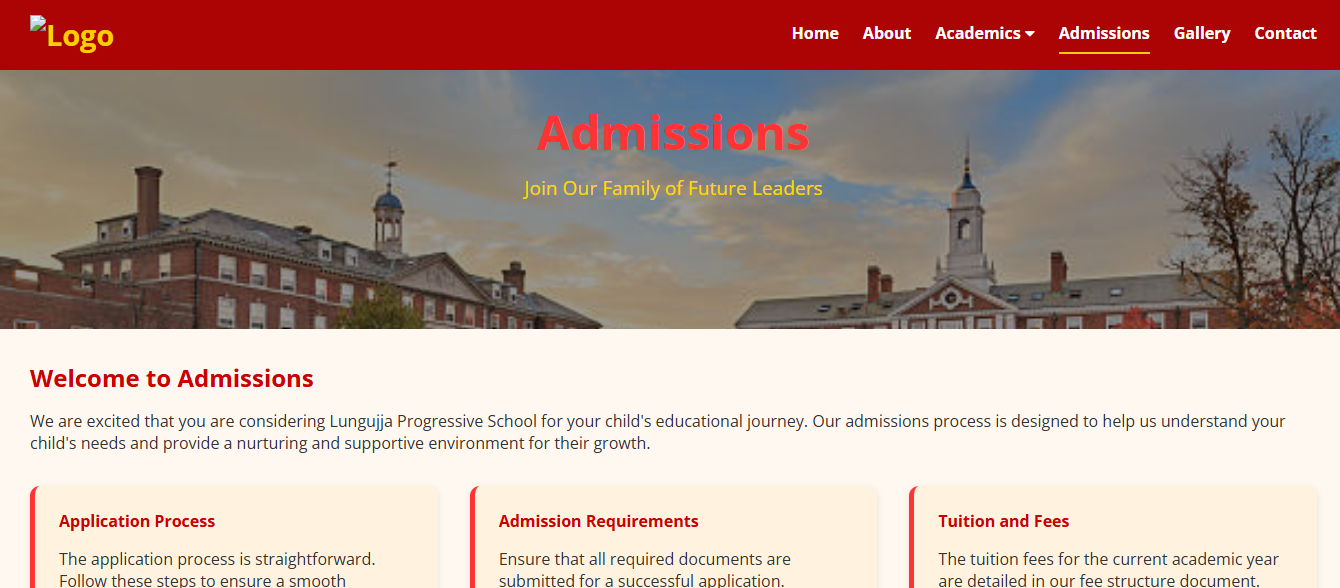 Logo
Home About Academics Admissions Gallery Contact
Admissions
Join Our Family of Future Leaders
Welcome to Admissions
We are excited that you are considering Lungujja Progressive School for your child's educational journey. Our admissions process is designed to help us understand your
child's needs and provide a nurturing and supportive environment for their growth.
Application Process
The application process is straightforward.
Follow these steps to ensure a smooth
Admission Requirements
Ensure that all required documents are
submitted for a successful application.
Tuition and Fees
The tuition fees for the current academic year
are detailed in our fee structure document.